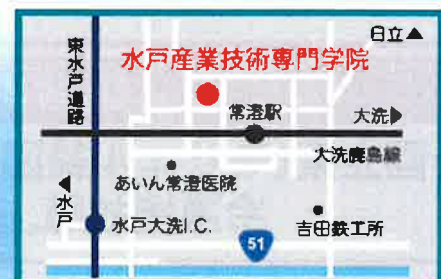 日立▲
東水戸道路
水戸産業技術専門学院
常澄駅
大洗▶
大洗鹿島線
あいん常澄医院
◀水戸
水戸大洗I.C.
吉田鉄工所
51